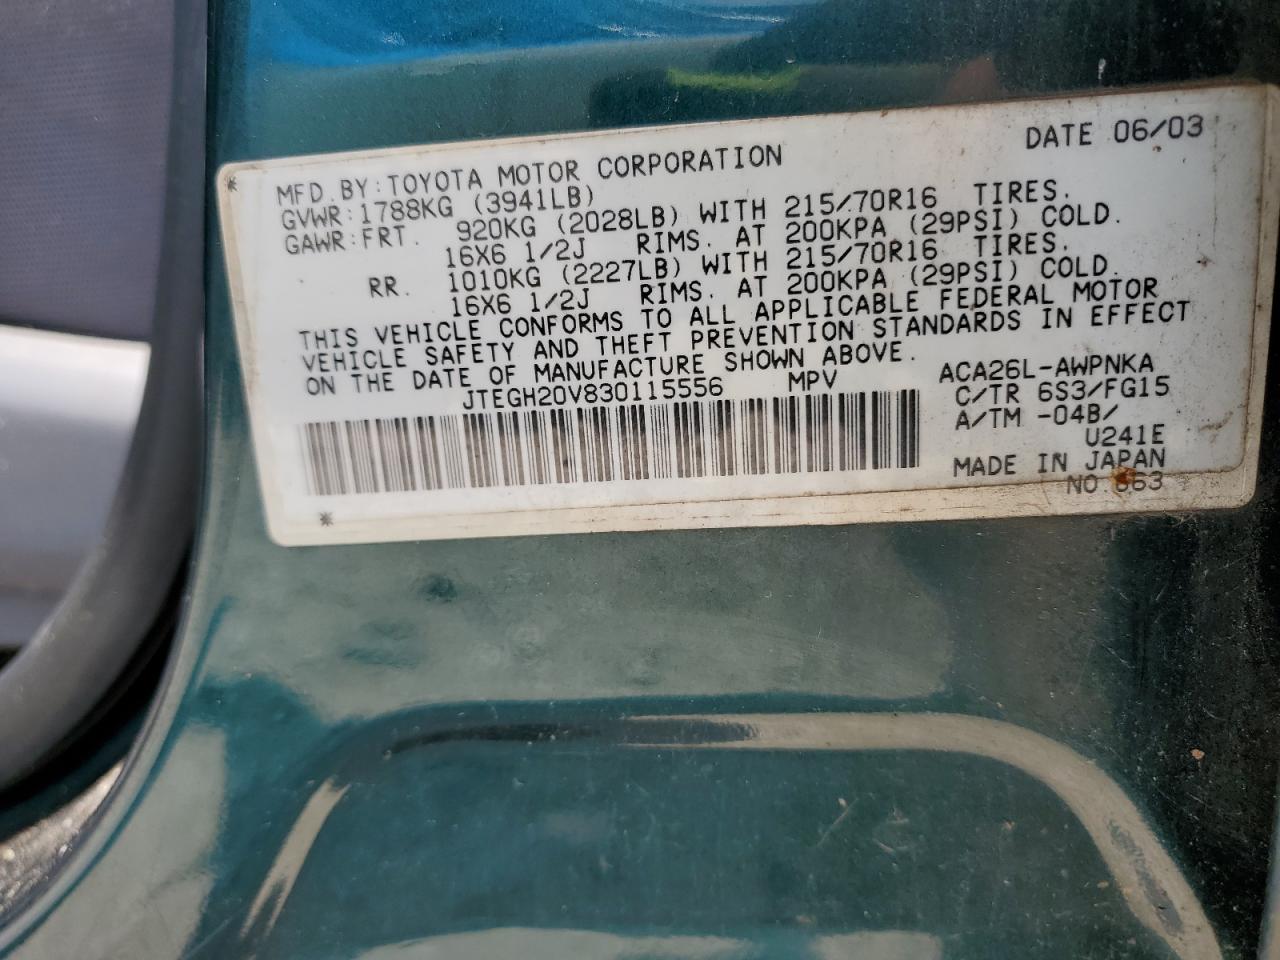 DATE 06/03
MFD. BY: TOYOTA MOTOR CORPORATION
GVWR: 1788KG (3941LB)
GAWR: FRT. 920KG (2028LB) WITH 215/70R16 TIRES.
16X6 1/2J RIMS. AT 200KPA (29PSI) COLD.
RR. 1010KG (2227LB) WITH 215/70R16 TIRES.
16X6 1/2J RIMS. AT 200KPA (29PSI) COLD.
THIS VEHICLE CONFORMS TO ALL APPLICABLE FEDERAL MOTOR
VEHICLE SAFETY AND THEFT PREVENTION STANDARDS IN EFFECT
ON THE DATE OF MANUFACTURE SHOWN ABOVE.
JTEGH20V830115556 MPV
ACA26L-AWPNKA
C/TR 6S3/FG15
A/TM -04B/
U241E
MADE IN JAPAN